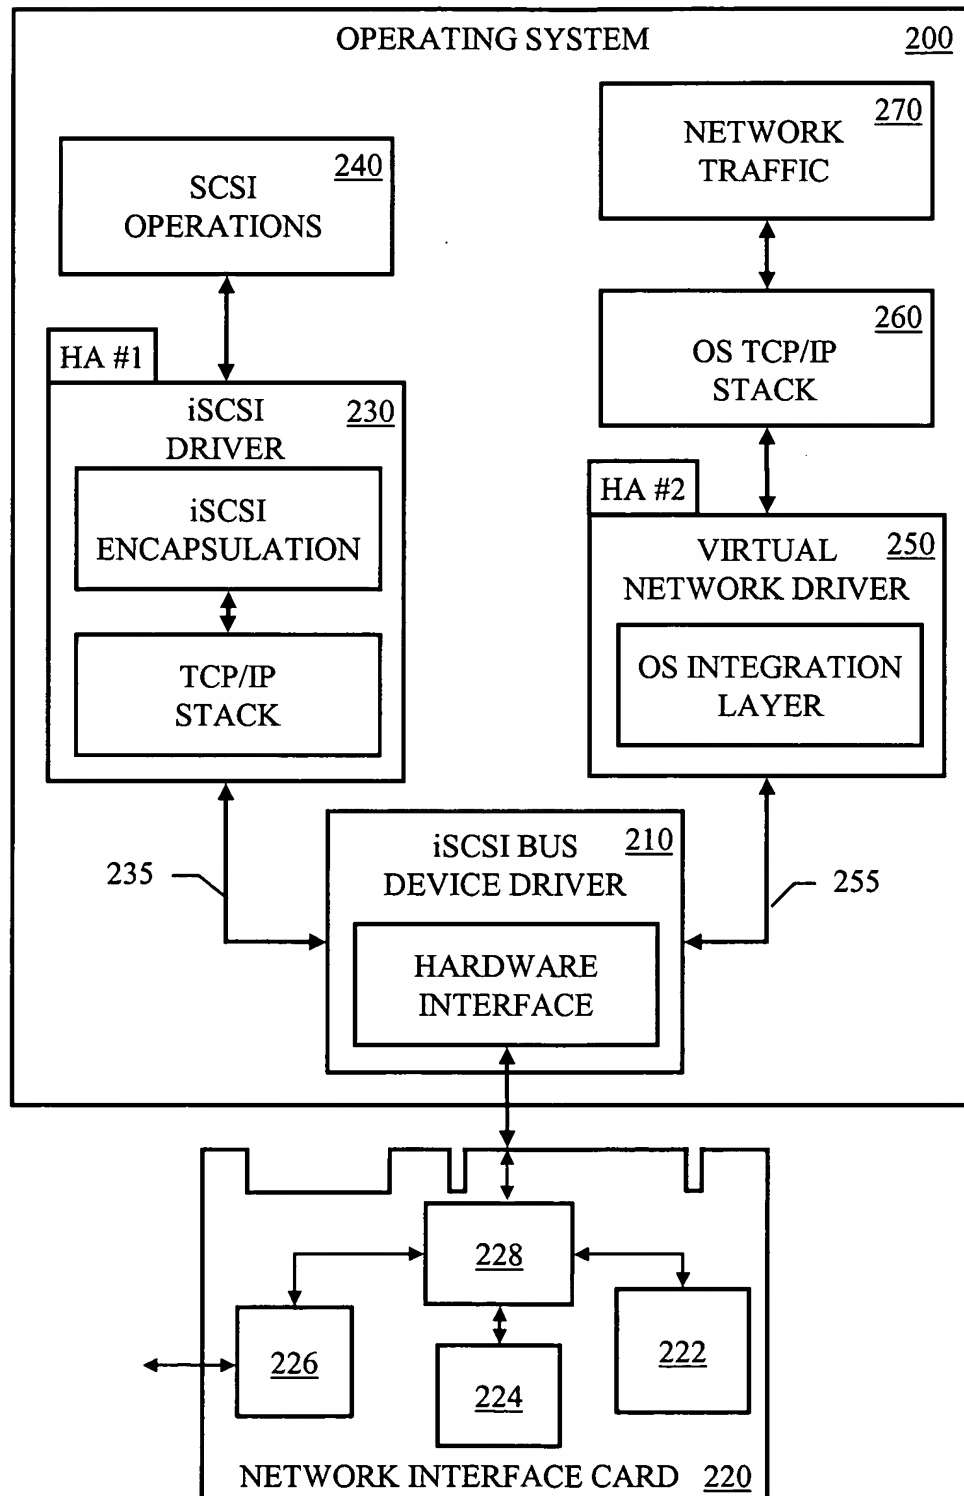 OPERATING SYSTEM 200
270
NETWORK
TRAFFIC
240
SCSI
OPERATIONS
260
OS TCP/IP
STACK
HA #1
iSCSI 230
DRIVER
iSCSI
ENCAPSULATION
TCP/IP
STACK
HA #2
VIRTUAL 250
NETWORK DRIVER
OS INTEGRATION
LAYER
235
iSCSI BUS 210
DEVICE DRIVER
HARDWARE
INTERFACE
255
228
226
224
222
NETWORK INTERFACE CARD 220